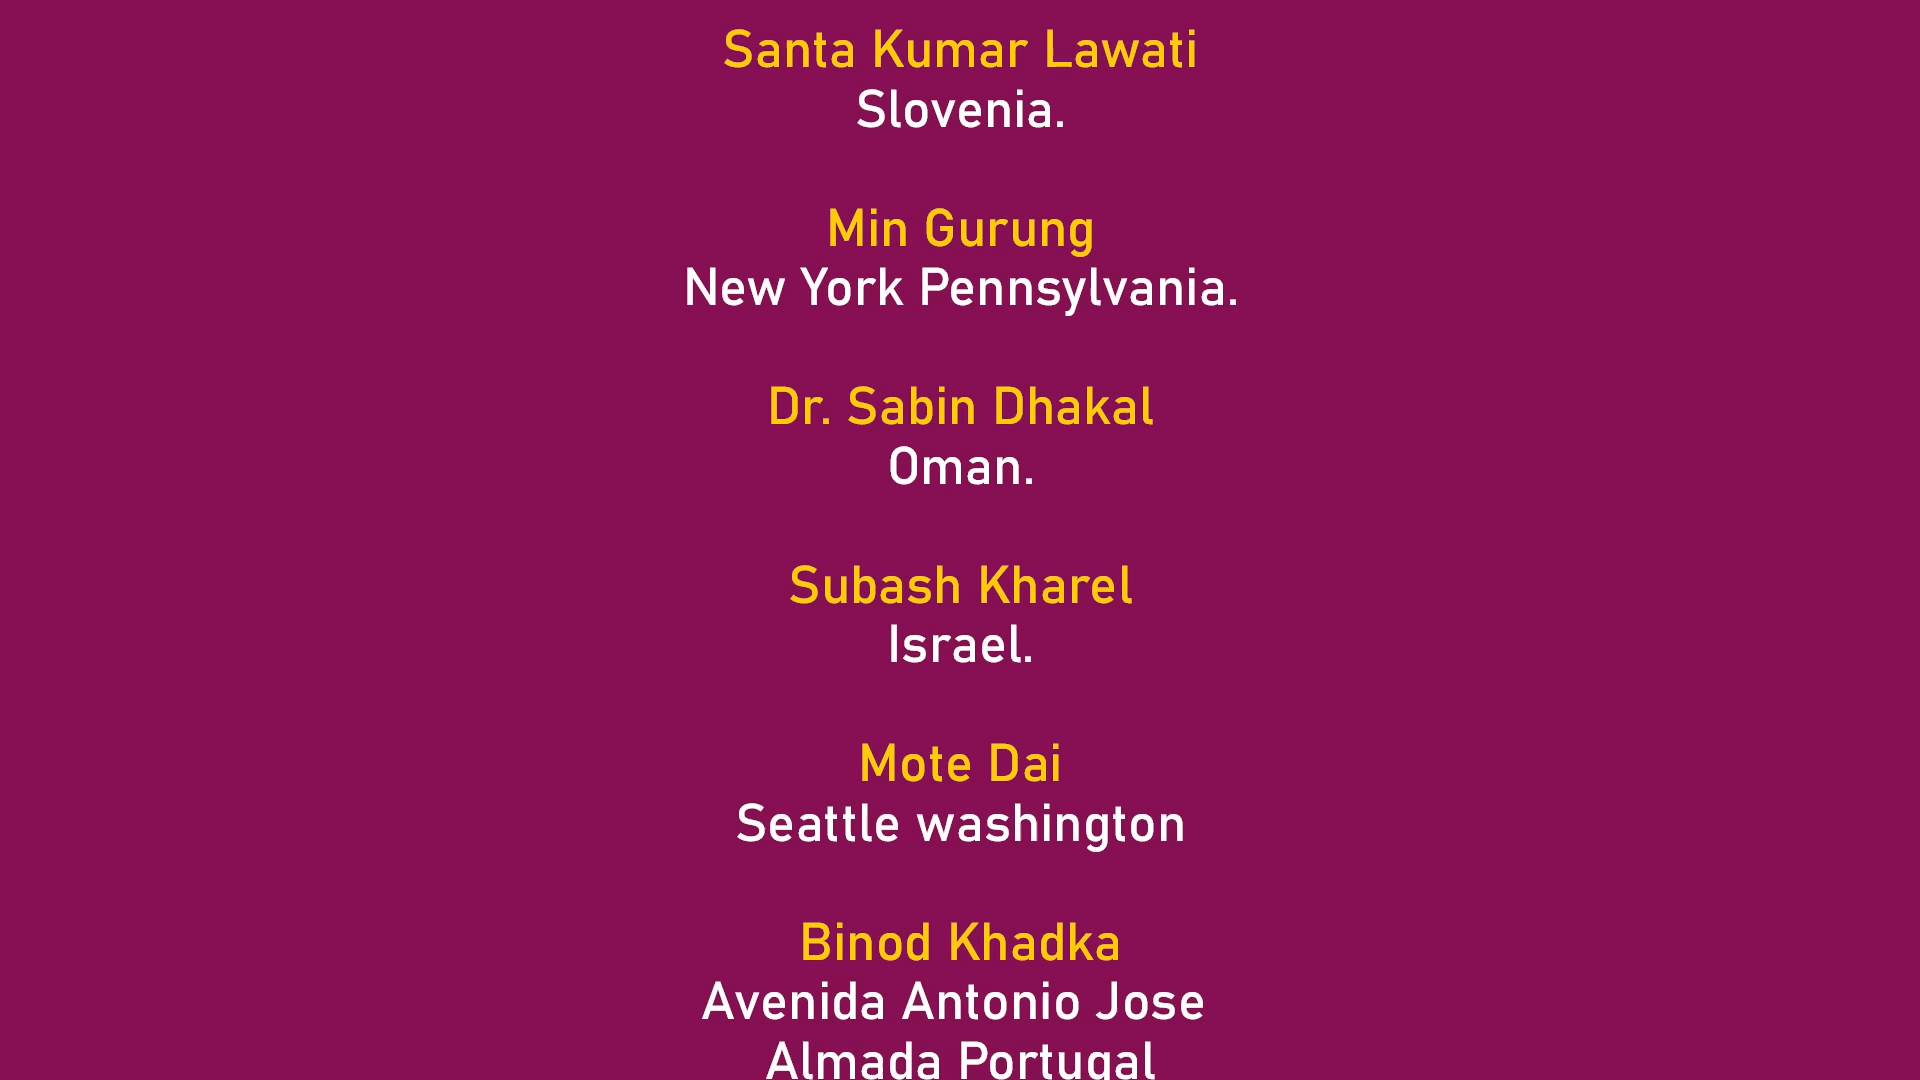 Santa Kumar Lawati
Slovenia.
Min Gurung
New York Pennsylvania.
Dr. Sabin Dhakal
Oman.
Subash Kharel
Israel.
Mote Dai
Seattle washington
Binod Khadka
Avenida Antonio Jose
Almada Portugal